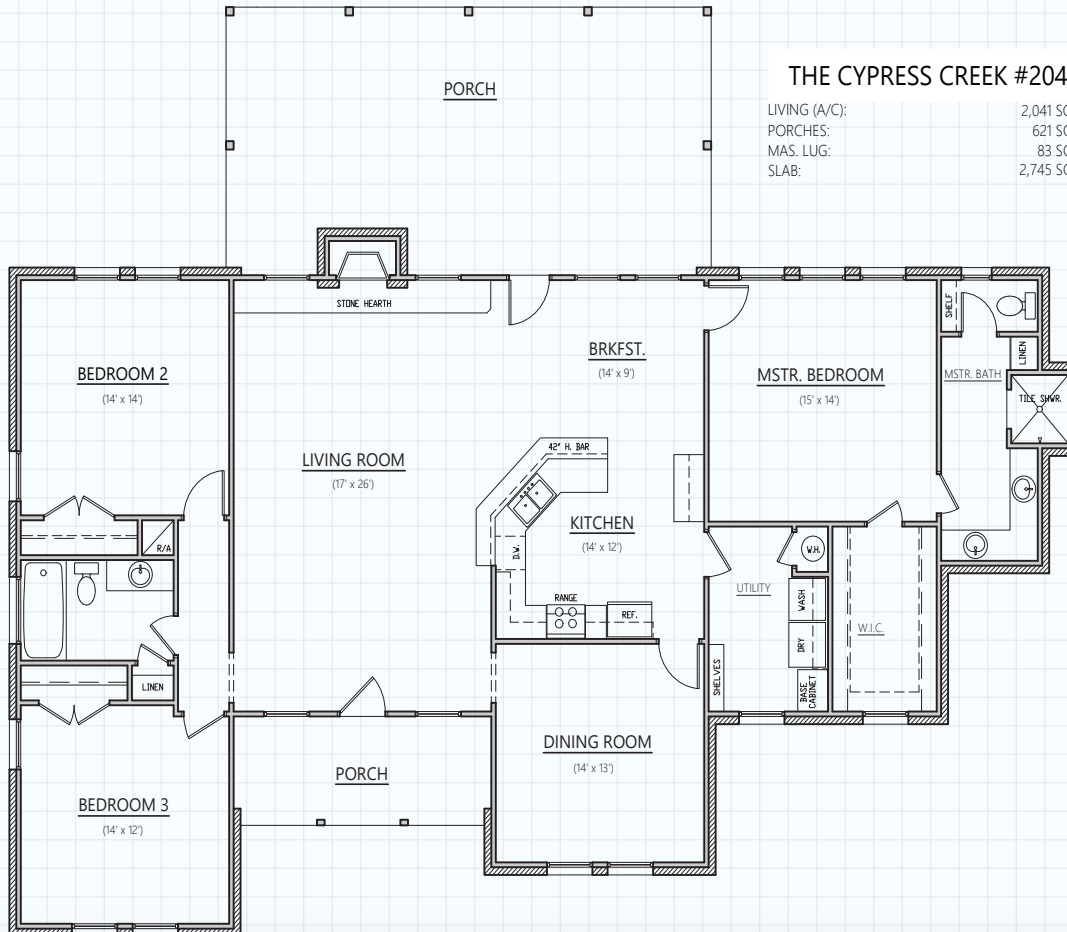 PORCH
THE CYPRESS CREEK #204
LIVING (A/C): 2,041 SQ
PORCHES: 621 SQ
MAS. LUG: 83 SQ
SLAB: 2,745 SQ
STONE HEARTH
SHELF
BRKFST.
(14' x 9')
LINEN
BEDROOM 2
(14' x 14')
MSTR. BEDROOM
(15' x 14')
MSTR. BATH
TILE SHWR.
42" H. BAR
LIVING ROOM
(17' x 26')
KITCHEN
(14' x 12')
R/A
D.W.
W.H.
UTILITY
RANGE
REF.
WASH
W.I.C.
DRY
LINEN
SHELVES
BASE
CABINET
DINING ROOM
(14' x 13')
PORCH
BEDROOM 3
(14' x 12')